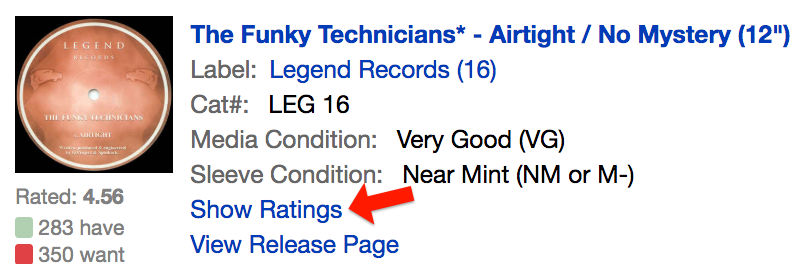 LEGEND
RECORDS
THE FUNKY TECHNICIANS
AIRTIGHT
Rated: 4.56
283 have
350 want
The Funky Technicians* - Airtight / No Mystery (12")
Label: Legend Records (16)
Cat#: LEG 16
Media Condition: Very Good (VG)
Sleeve Condition: Near Mint (NM or M-)
Show Ratings
View Release Page